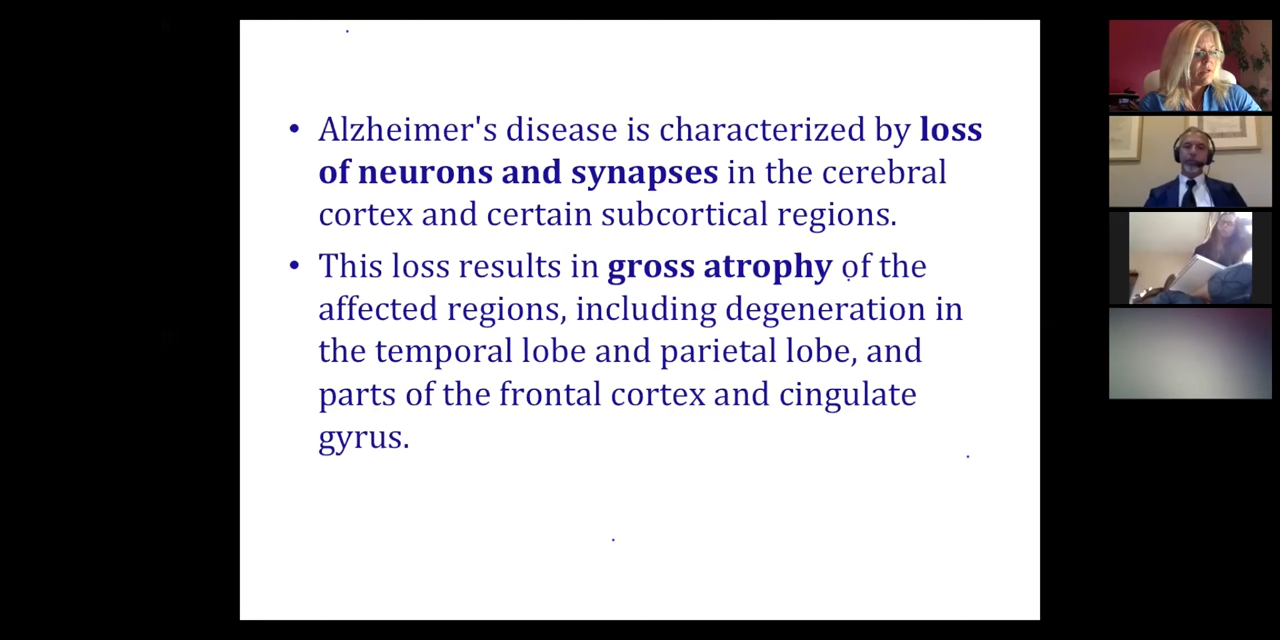 • Alzheimer's disease is characterized by loss
of neurons and synapses in the cerebral
cortex and certain subcortical regions.
• This loss results in gross atrophy of the
affected regions, including degeneration in
the temporal lobe and parietal lobe, and
parts of the frontal cortex and cingulate
gyrus.